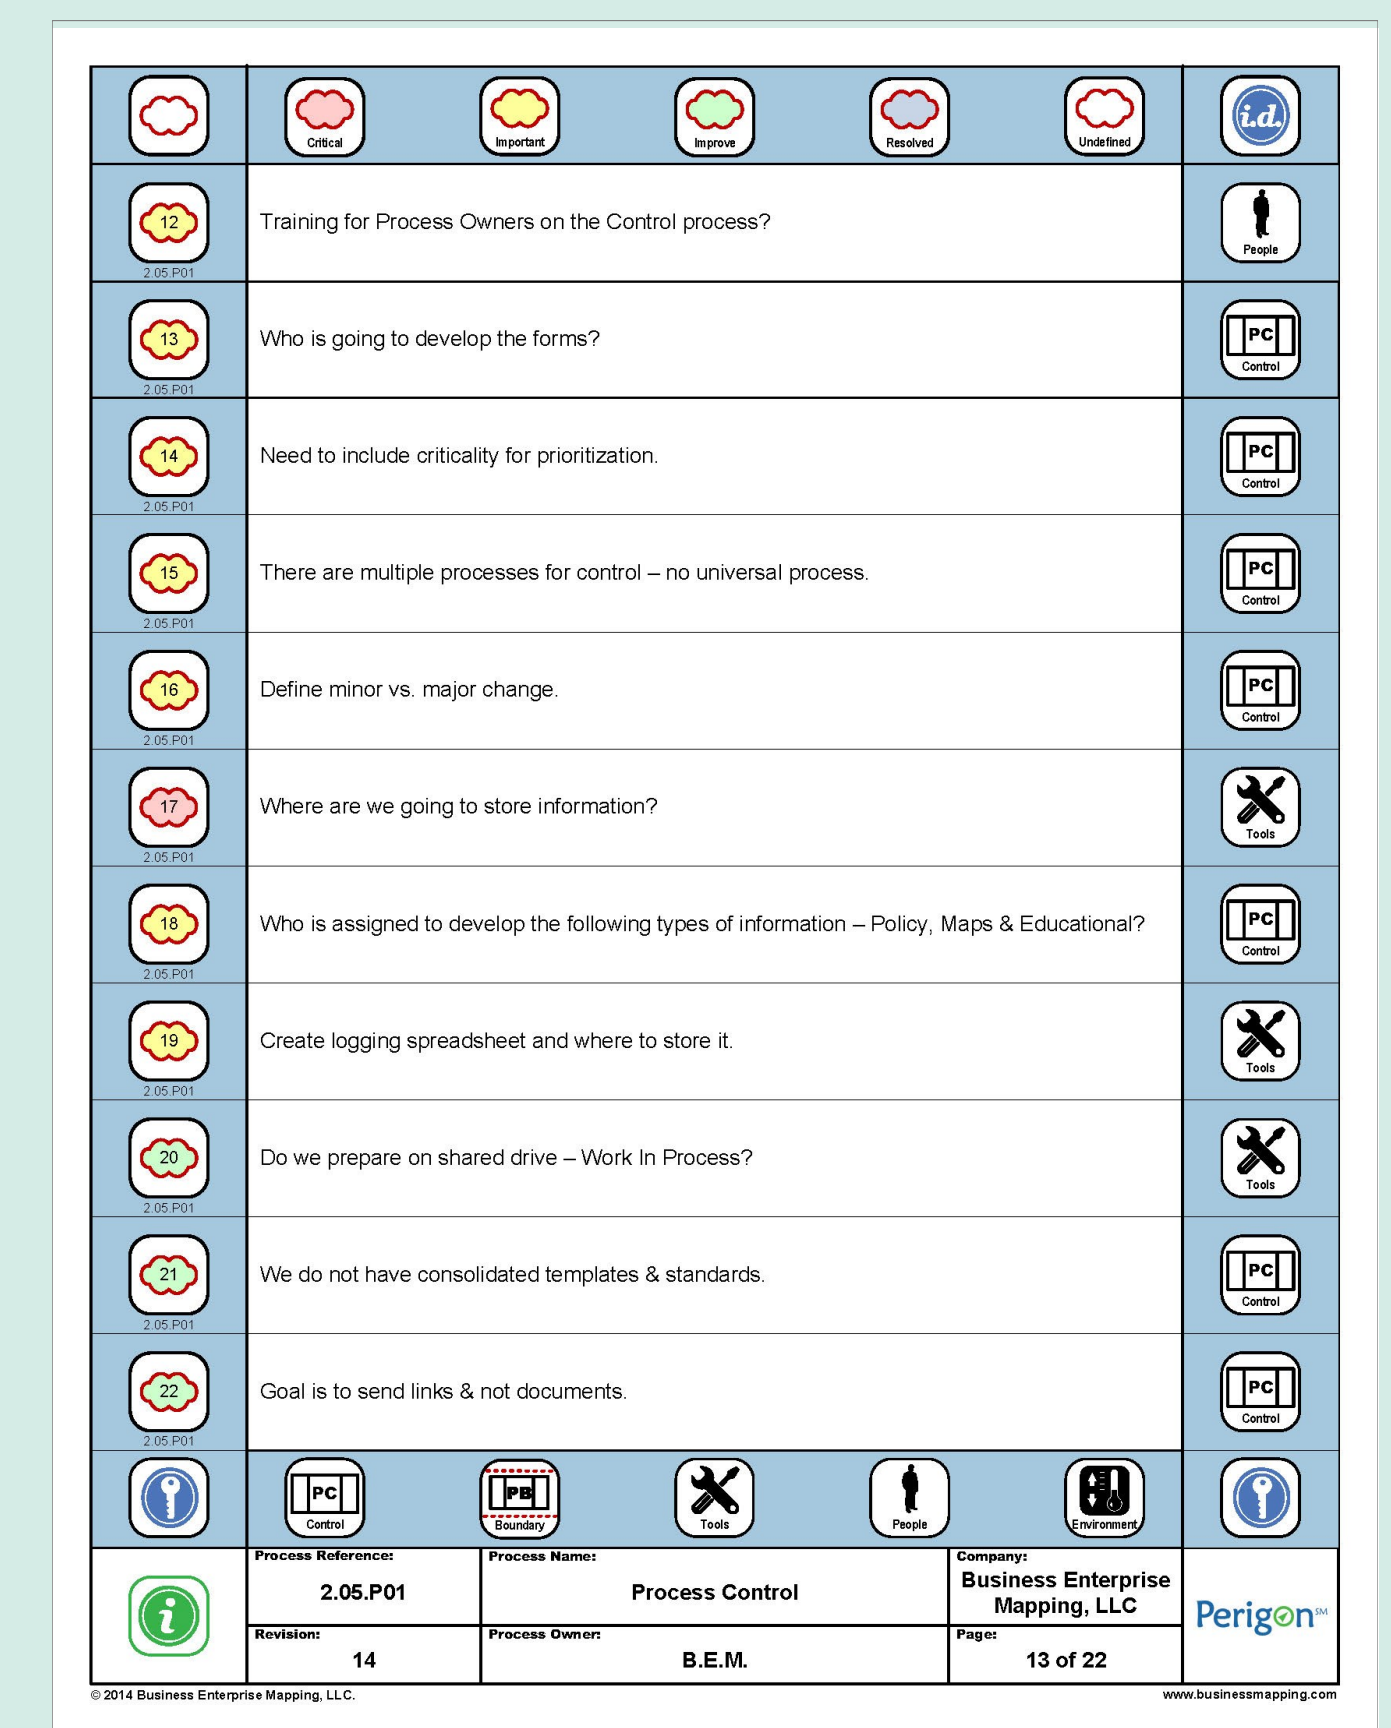 Critical
Important
Improve
Resolved
Undefined
i.d.
12
2.05.P01
Training for Process Owners on the Control process?
People
13
2.05.P01
Who is going to develop the forms?
PC
Control
14
2.05.P01
Need to include criticality for prioritization.
PC
Control
15
2.05.P01
There are multiple processes for control – no universal process.
PC
Control
16
2.05.P01
Define minor vs. major change.
PC
Control
17
2.05.P01
Where are we going to store information?
Tools
18
2.05.P01
Who is assigned to develop the following types of information – Policy, Maps & Educational?
PC
Control
19
2.05.P01
Create logging spreadsheet and where to store it.
Tools
20
2.05.P01
Do we prepare on shared drive – Work In Process?
Tools
21
2.05.P01
We do not have consolidated templates & standards.
PC
Control
22
2.05.P01
Goal is to send links & not documents.
PC
Control
PC
Control
PB
Boundary
Tools
People
Environment
i
Process Reference:
2.05.P01
Process Name:
Process Control
Company:
Business Enterprise
Mapping, LLC
Revision:
14
Process Owner:
B.E.M.
Page:
13 of 22
Perigon SM
© 2014 Business Enterprise Mapping, LLC.
www.businessmapping.com